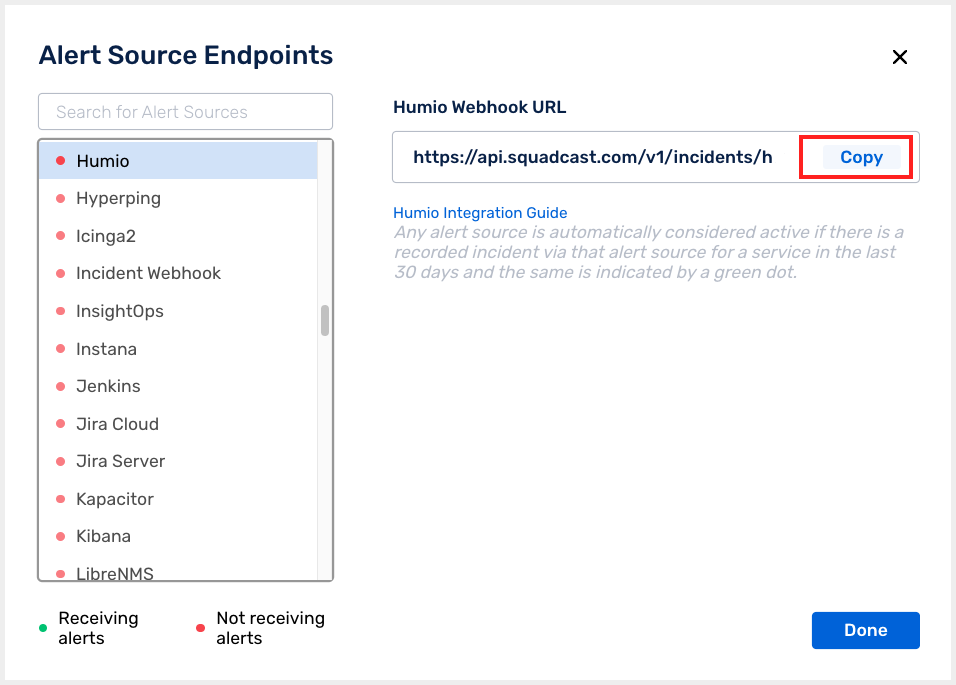 Alert Source Endpoints
Search for Alert Sources
Humio
Hyperping
Icinga2
Incident Webhook
InsightOps
Instana
Jenkins
Jira Cloud
Jira Server
Kapacitor
Kibana
LibreNMS
Receiving
alerts
Not receiving
alerts
Humio Webhook URL
https://api.squadcast.com/v1/incidents/h
Copy
Humio Integration Guide
Any alert source is automatically considered active if there is a
recorded incident via that alert source for a service in the last
30 days and the same is indicated by a green dot.
Done